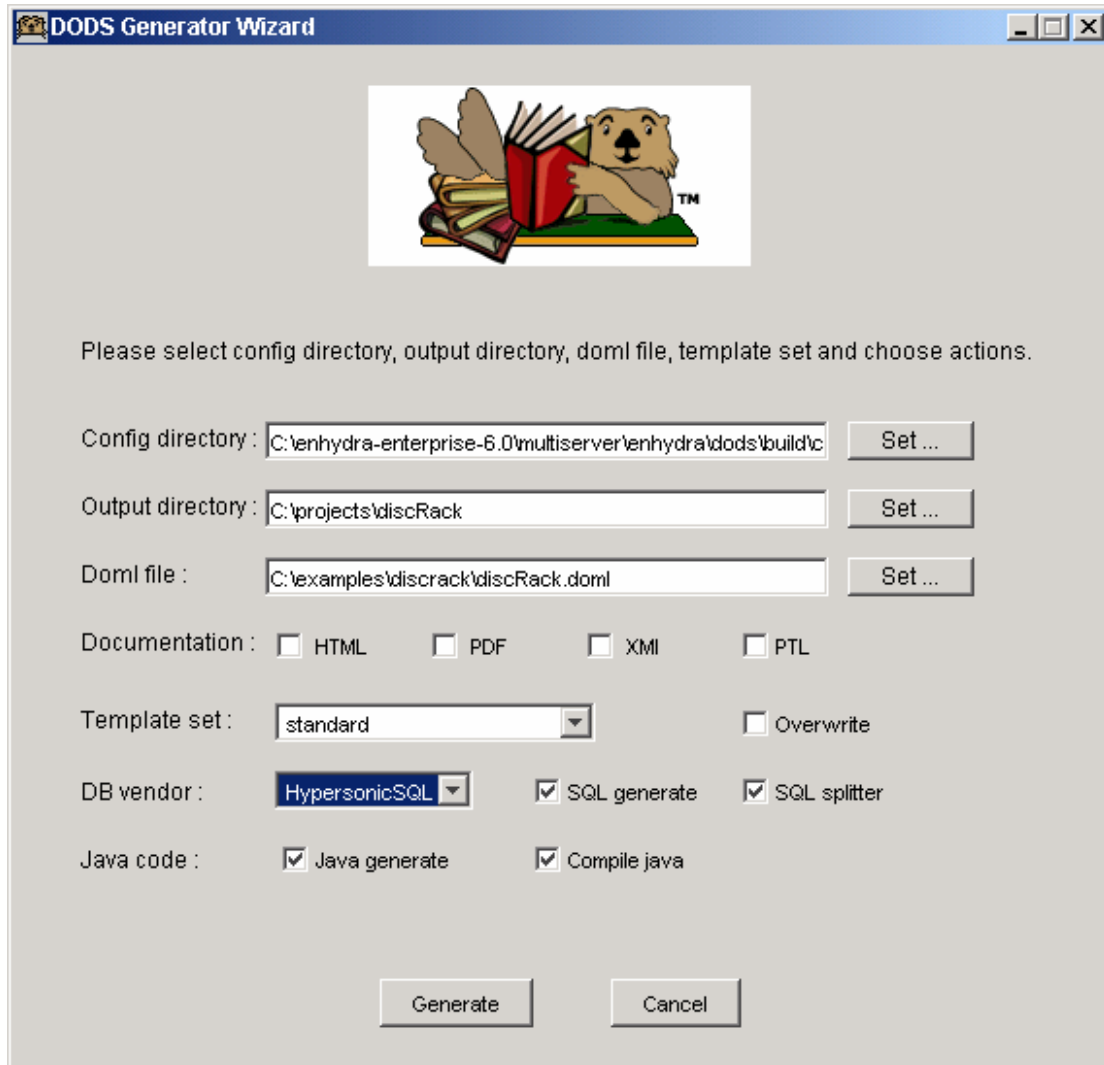 DODS Generator Wizard
TM
Please select config directory, output directory, doml file, template set and choose actions.
Config directory : C:\enhydra-enterprise-6.0\multiserver\enhydra\dods\build\c Set ...
Output directory : C:\projects\discRack Set ...
Doml file : C:\examples\discrack\discRack.doml Set ...
Documentation : HTML PDF XMI PTL
Template set : standard Overwrite
DB vendor : HypersonicSQL SQL generate SQL splitter
Java code : Java generate Compile java
Generate Cancel